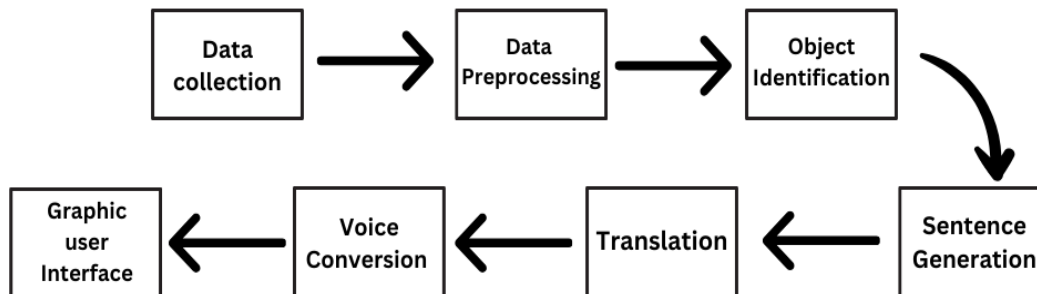 Data
collection
Data
Preprocessing
Object
Identification
Sentence
Generation
Translation
Voice
Conversion
Graphic
user
Interface